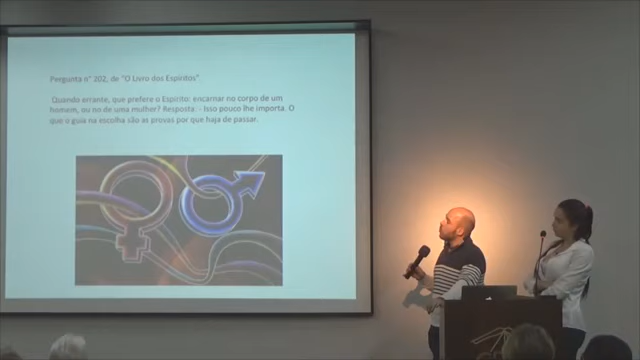 Pergunta n° 202, de "O Livro dos Espíritos".
Quando errante, que prefere o Espírito: encarnar no corpo de um
homem, ou no de uma mulher? Resposta. - Isso pouco lhe importa. O
que o guia na escolha são as provas por que haja de passar.